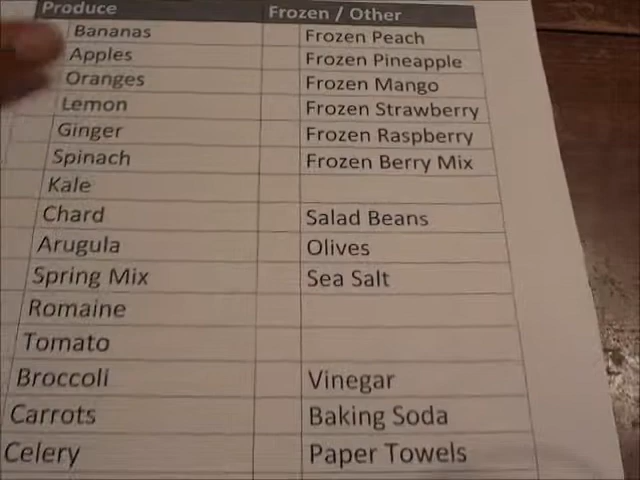 Produce Frozen / Other
Bananas Frozen Peach
Apples Frozen Pineapple
Oranges Frozen Mango
Lemon Frozen Strawberry
Ginger Frozen Raspberry
Spinach Frozen Berry Mix
Kale
Chard Salad Beans
Arugula Olives
Spring Mix Sea Salt
Romaine
Tomato
Broccoli Vinegar
Carrots Baking Soda
Celery Paper Towels